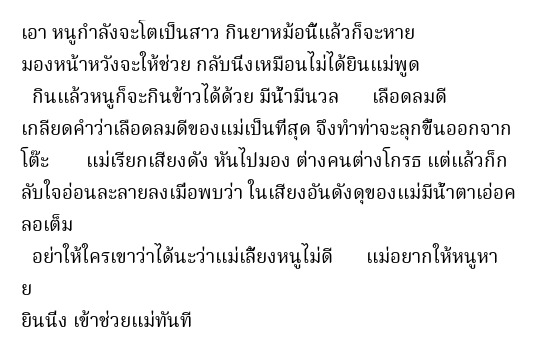 เอา หนูกำลังจะโตเป็นสาว กินยาหม้อนี้แล้วก็จะหาย
มองหน้าหวังจะให้ช่วย กลับนิ่งเหมือนไม่ได้ยินแม่พูด
กินแล้วหนูก็จะกินข้าวได้ด้วย มีน้ำมีนวล เลือดลมดี
เกลียดคำว่าเลือดลมดีของแม่เป็นที่สุด จึงทำท่าจะลุกขึ้นออกจาก
โต๊ะ แม่เรียกเสียงดัง หันไปมอง ต่างคนต่างโกรธ แต่แล้วก็ก
ลับใจอ่อนละลายลงเมื่อพบว่า ในเสียงอันดังดุของแม่มีน้ำตาเอ่อค
ลอเต็ม
อย่าให้ใครเขาว่าได้นะว่าแม่เลี้ยงหนูไม่ดี แม่อยากให้หนูหา
ย
ยินนิ่ง เข้าช่วยแม่ทันที